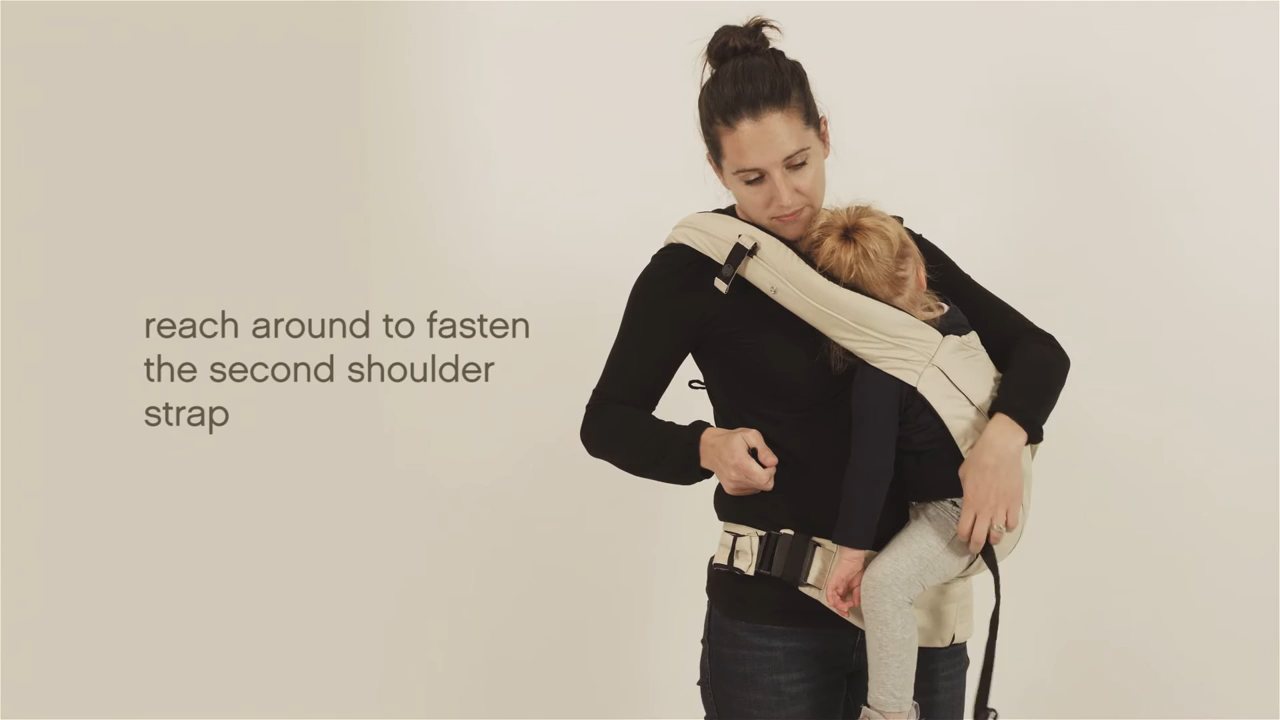 reach around to fasten
the second shoulder
strap